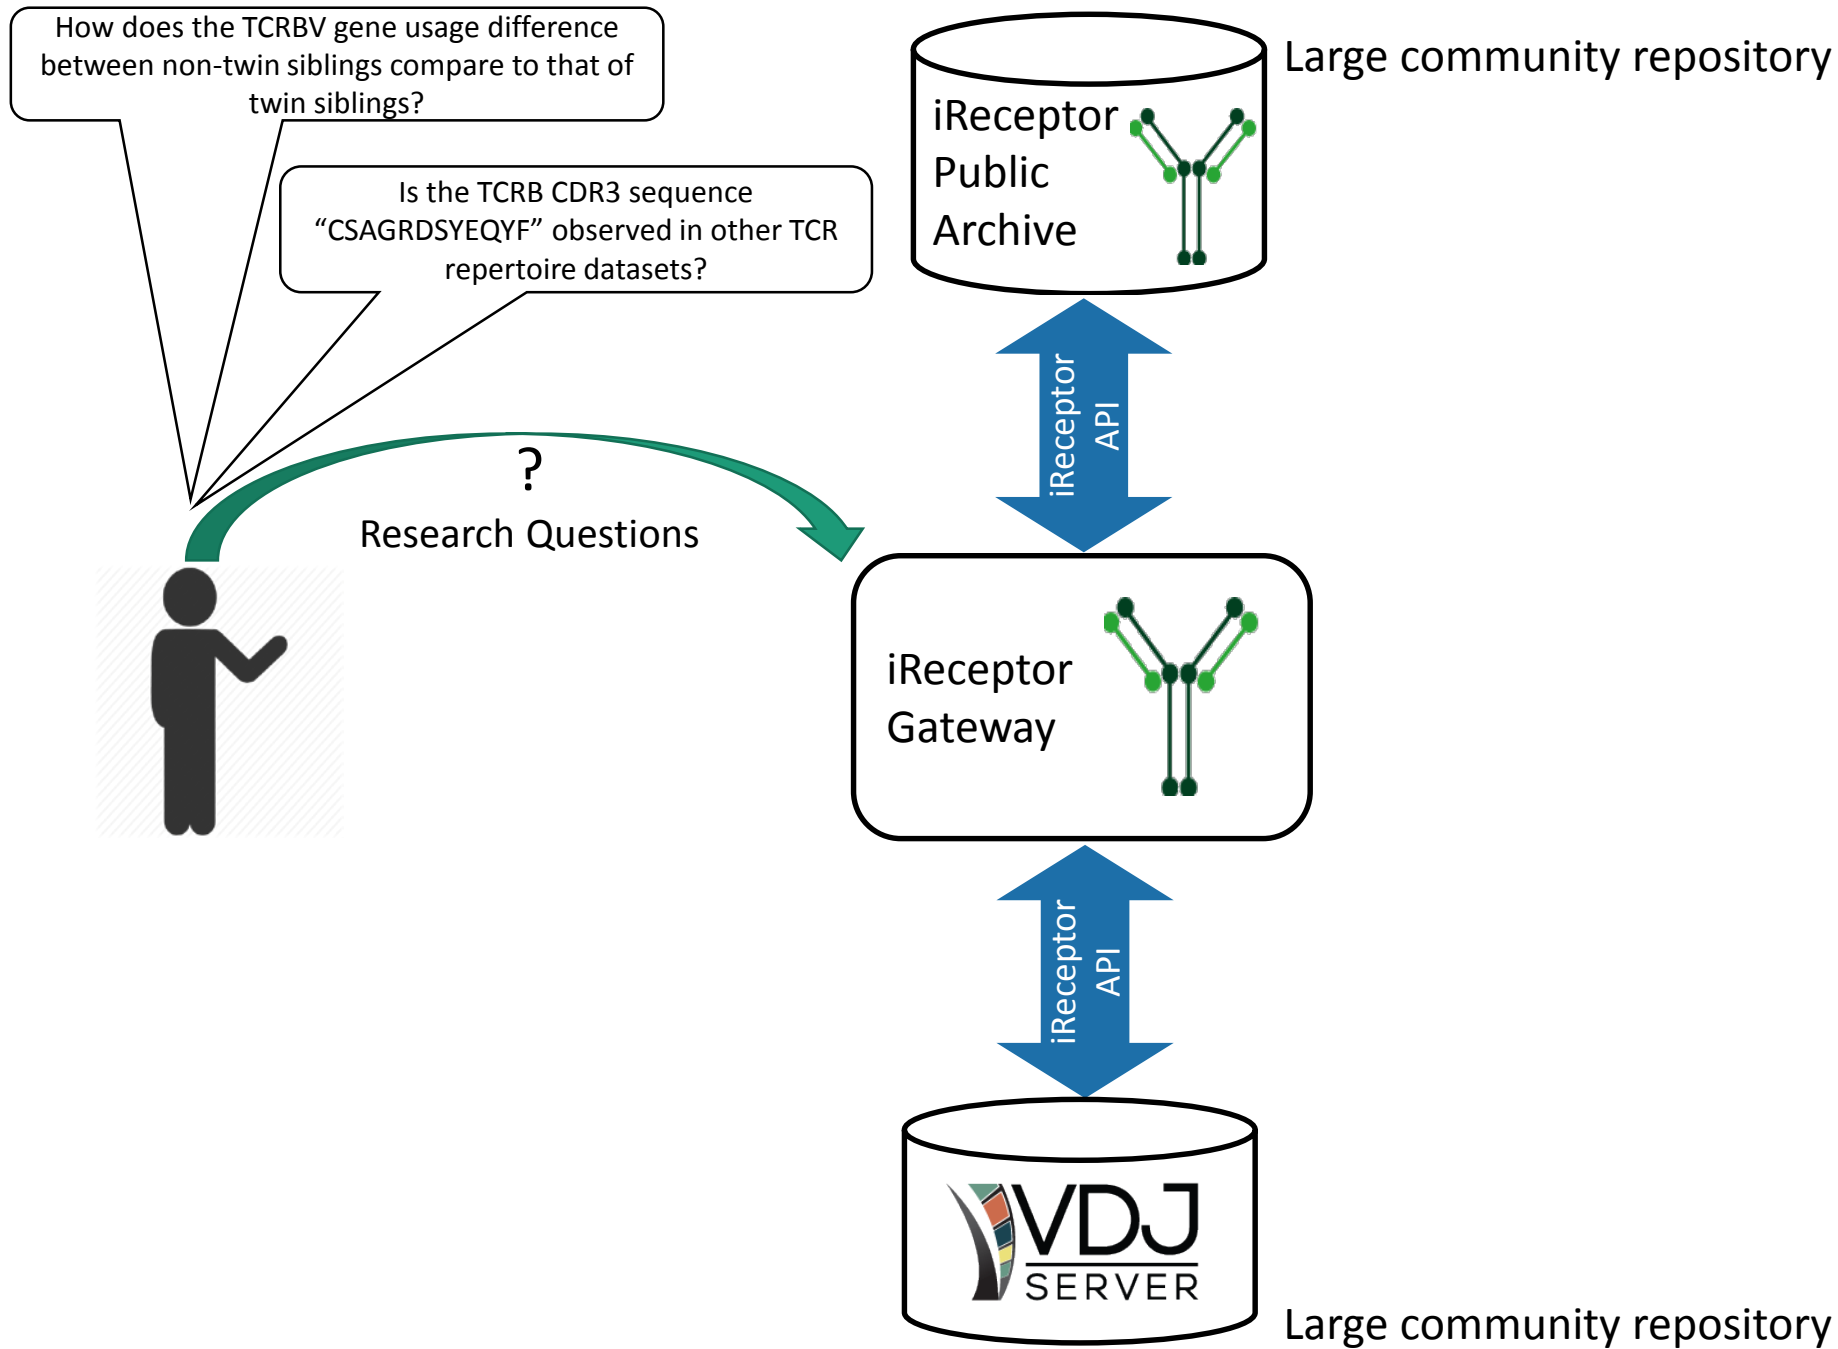 How does the TCRBV gene usage difference
between non-twin siblings compare to that of
twin siblings?
Large community repository
iReceptor
Public
Archive
Is the TCRB CDR3 sequence
“CSAGRDSYEQYF” observed in other TCR
repertoire datasets?
iReceptor
API
?
Research Questions
iReceptor
Gateway
iReceptor
API
VDJ
SERVER
Large community repository